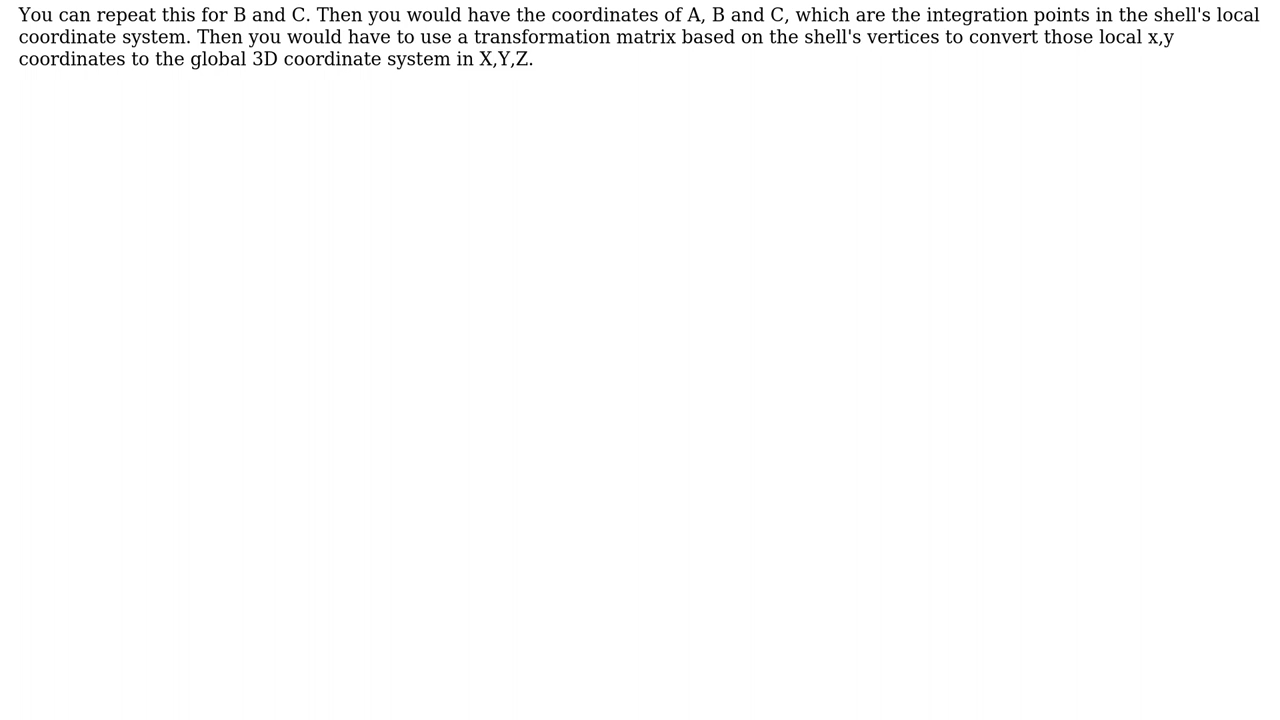 You can repeat this for B and C. Then you would have the coordinates of A, B and C, which are the integration points in the shell's local
coordinate system. Then you would have to use a transformation matrix based on the shell's vertices to convert those local x,y
coordinates to the global 3D coordinate system in X,Y,Z.